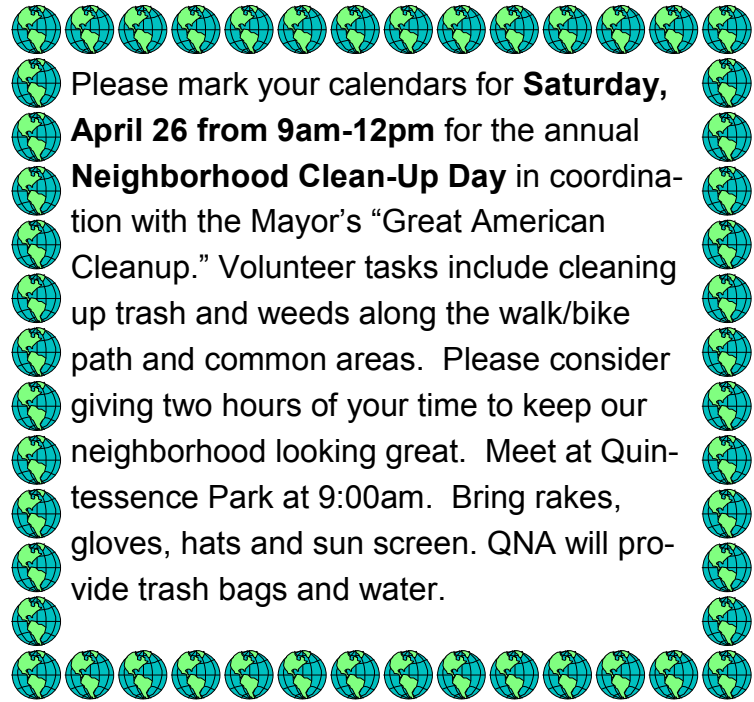 Please mark your calendars for Saturday,
April 26 from 9am-12pm for the annual
Neighborhood Clean-Up Day in coordina-
tion with the Mayor’s “Great American
Cleanup.” Volunteer tasks include cleaning
up trash and weeds along the walk/bike
path and common areas.  Please consider
giving two hours of your time to keep our
neighborhood looking great.  Meet at Quin-
tessence Park at 9:00am.  Bring rakes,
gloves, hats and sun screen. QNA will pro-
vide trash bags and water.